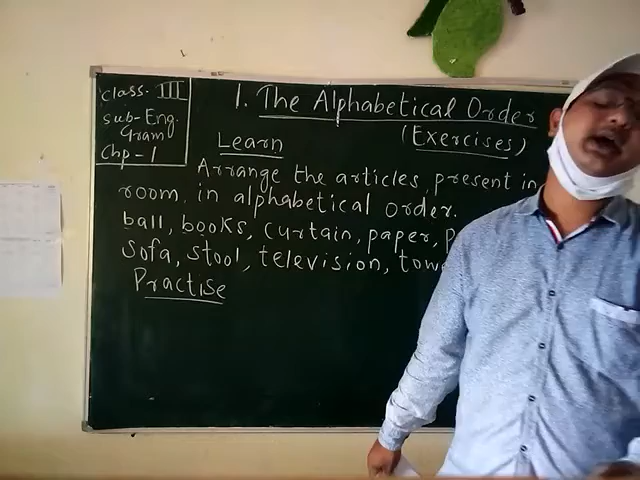 Class - III
Sub - Eng.
Gram
Chp - 1
1. The Alphabetical Order
(Exercises)
Learn
Arrange the articles, present in
room, in alphabetical order.
ball, books, curtain, paper,
Sofa, stool, television,
Practise